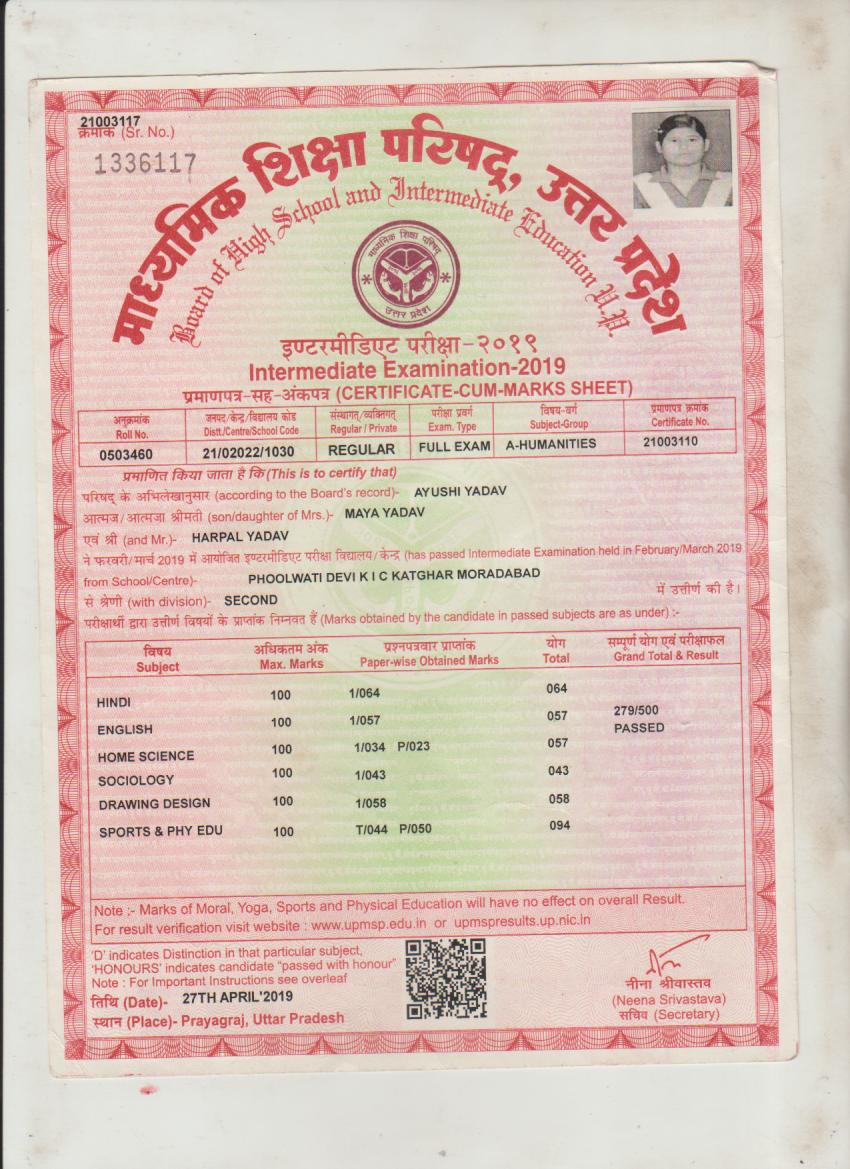 21003117
क्रमांक (Sr. No.)
1336117
माध्यमिक शिक्षा परिषद्, उत्तर प्रदेश
Board of High School and Intermediate Education U.P.
माध्यमिक शिक्षा परिषद्
उत्तर प्रदेश
इण्टरमीडिएट परीक्षा-२०१९
Intermediate Examination-2019
प्रमाणपत्र-सह-अंकपत्र (CERTIFICATE-CUM-MARKS SHEET)
अनुक्रमांक जनपद/केन्द्र/विद्यालय कोड संस्थागत/व्यक्तिगत् परीक्षा प्रवर्ग विषय-वर्ग प्रमाणपत्र क्रमांक
Roll No. Distt./Centre/School Code Regular / Private Exam. Type Subject-Group Certificate No.
0503460 21/02022/1030 REGULAR FULL EXAM A-HUMANITIES 21003110
प्रमाणित किया जाता है कि (This is to certify that)
परिषद् के अभिलेखानुसार (according to the Board's record)- AYUSHI YADAV
आत्मज/आत्मजा श्रीमती (son/daughter of Mrs.)- MAYA YADAV
एवं श्री (and Mr.)- HARPAL YADAV
ने फरवरी/मार्च 2019 में आयोजित इण्टरमीडिएट परीक्षा विद्यालय/केन्द्र (has passed Intermediate Examination held in February/March 2019
from School/Centre)- PHOOLWATI DEVI K I C KATGHAR MORADABAD में उत्तीर्ण की है।
से श्रेणी (with division)- SECOND
परीक्षार्थी द्वारा उत्तीर्ण विषयों के प्राप्तांक निम्नवत हैं (Marks obtained by the candidate in passed subjects are as under) :-
विषय अधिकतम अंक प्रश्नपत्रवार प्राप्तांक योग सम्पूर्ण योग एवं परीक्षाफल
Subject Max. Marks Paper-wise Obtained Marks Total Grand Total & Result
HINDI 100 1/064 064
ENGLISH 100 1/057 057 279/500
PASSED
HOME SCIENCE 100 1/034 P/023 057
SOCIOLOGY 100 1/043 043
DRAWING DESIGN 100 1/058 058
SPORTS & PHY EDU 100 T/044 P/050 094
Note :- Marks of Moral, Yoga, Sports and Physical Education will have no effect on overall Result.
For result verification visit website : www.upmsp.edu.in or upmspresults.up.nic.in
'D' indicates Distinction in that particular subject,
'HONOURS' indicates candidate "passed with honour"
Note : For Important Instructions see overleaf
तिथि (Date)- 27TH APRIL'2019
स्थान (Place)- Prayagraj, Uttar Pradesh
नीना श्रीवास्तव
(Neena Srivastava)
सचिव (Secretary)